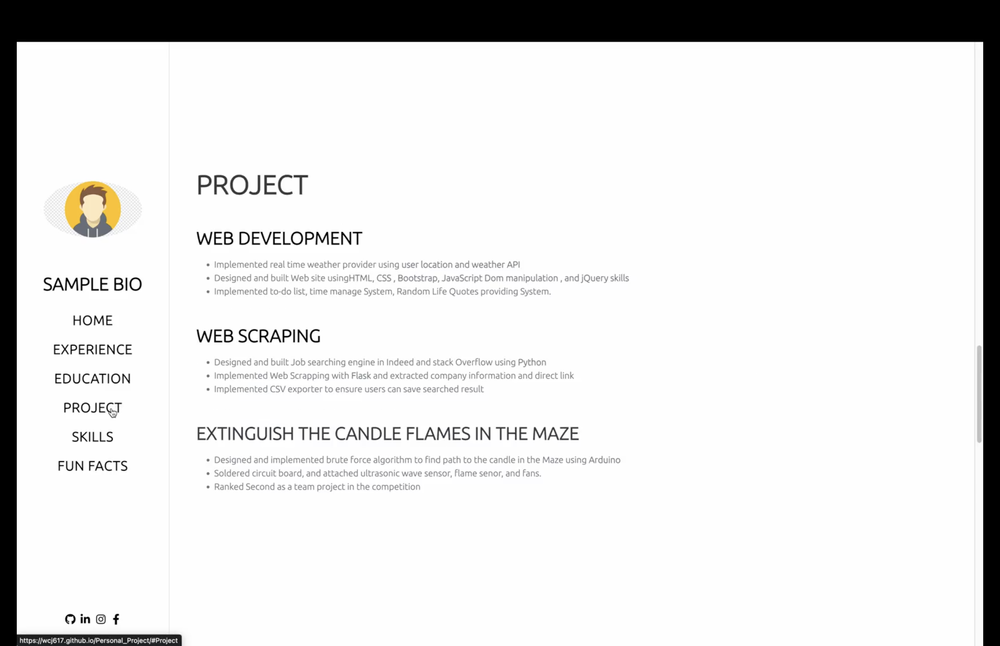 SAMPLE BIO
HOME
EXPERIENCE
EDUCATION
PROJECT
SKILLS
FUN FACTS
https://wcj617.github.io/Personal_Project/#Project
PROJECT
WEB DEVELOPMENT
Implemented real time weather provider using user location and weather API
Designed and built Web site usingHTML, CSS , Bootstrap, JavaScript Dom manipulation , and jQuery skills
Implemented to-do list, time manage System, Random Life Quotes providing System.
WEB SCRAPING
Designed and built Job searching engine in Indeed and stack Overflow using Python
Implemented Web Scrapping with Flask and extracted company information and direct link
Implemented CSV exporter to ensure users can save searched result
EXTINGUISH THE CANDLE FLAMES IN THE MAZE
Designed and implemented brute force algorithm to find path to the candle in the Maze using Arduino
Soldered circuit board, and attached ultrasonic wave sensor, flame senor, and fans.
Ranked Second as a team project in the competition